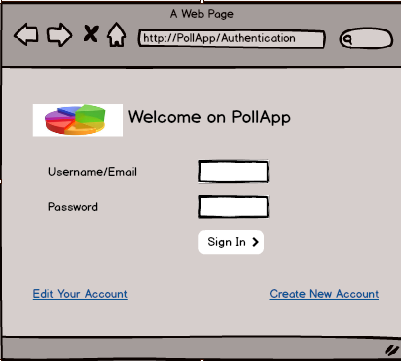 A Web Page
http://PollApp/Authentication
Welcome on PollApp
Username/Email
Password
Sign In
Edit Your Account
Create New Account